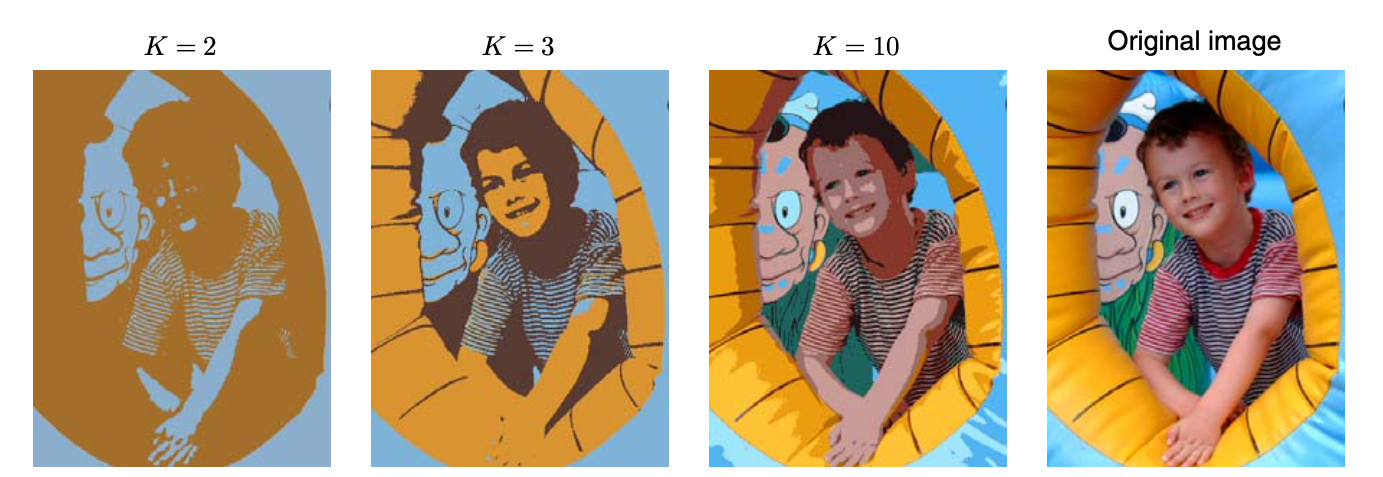 K = 2
K = 3
K = 10
Original image